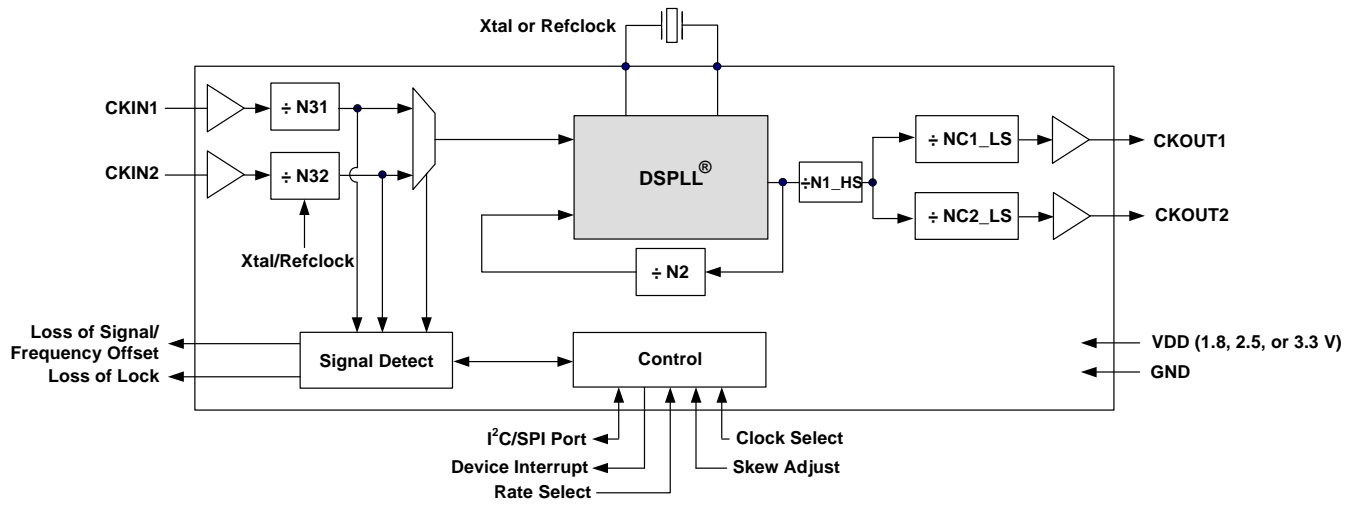 Xtal or Refclock
CKIN1
÷ N31
CKIN2
÷ N32
Xtal/Refclock
DSPLL®
÷N1_HS
÷ NC1_LS
CKOUT1
÷ NC2_LS
CKOUT2
÷ N2
Loss of Signal/
Frequency Offset
Loss of Lock
Signal Detect
Control
VDD (1.8, 2.5, or 3.3 V)
GND
I²C/SPI Port
Clock Select
Device Interrupt
Skew Adjust
Rate Select